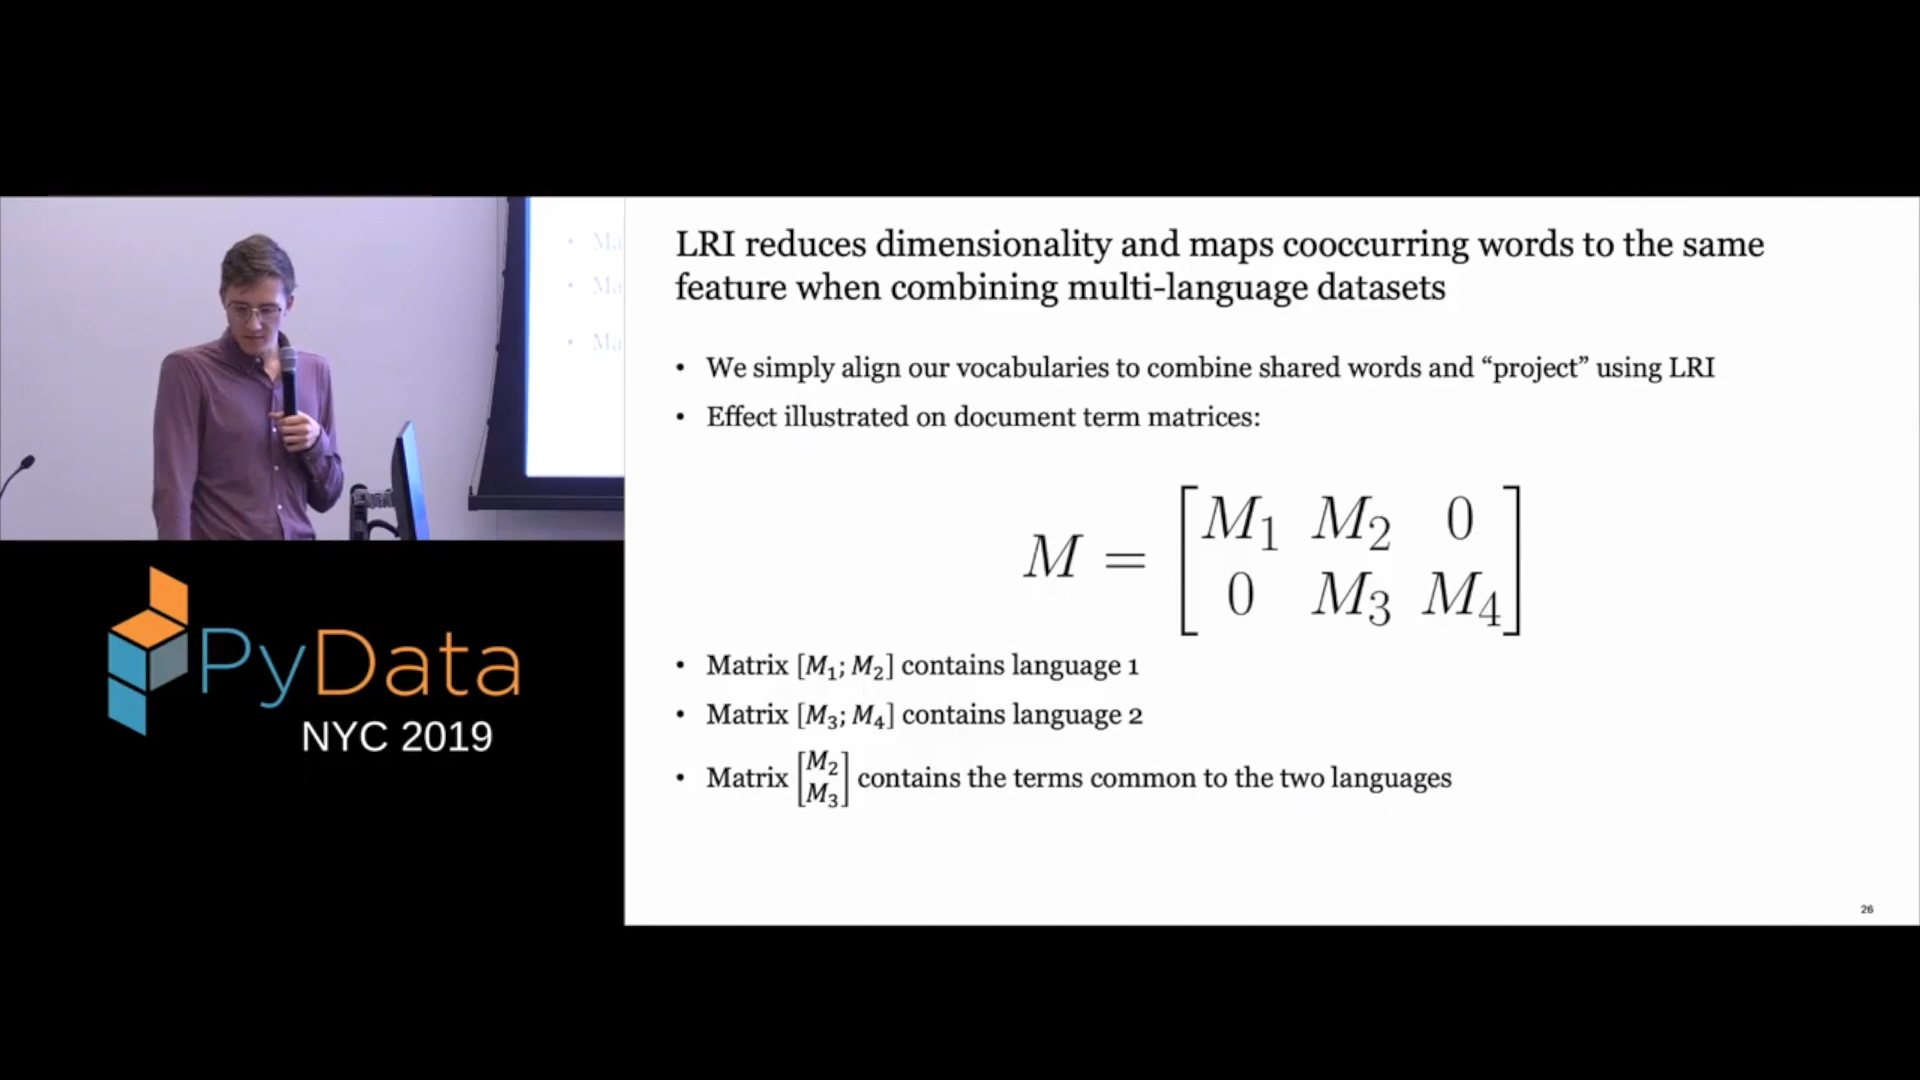 LRI reduces dimensionality and maps cooccurring words to the same
feature when combining multi-language datasets
• We simply align our vocabularies to combine shared words and “project” using LRI
• Effect illustrated on document term matrices:
M = [M₁ M₂ 0
0 M₃ M₄]
• Matrix [M₁; M₂] contains language 1
• Matrix [M₃; M₄] contains language 2
• Matrix [M₂ M₃] contains the terms common to the two languages
26
• Ma
• Ma
• Ma
PyData
NYC 2019